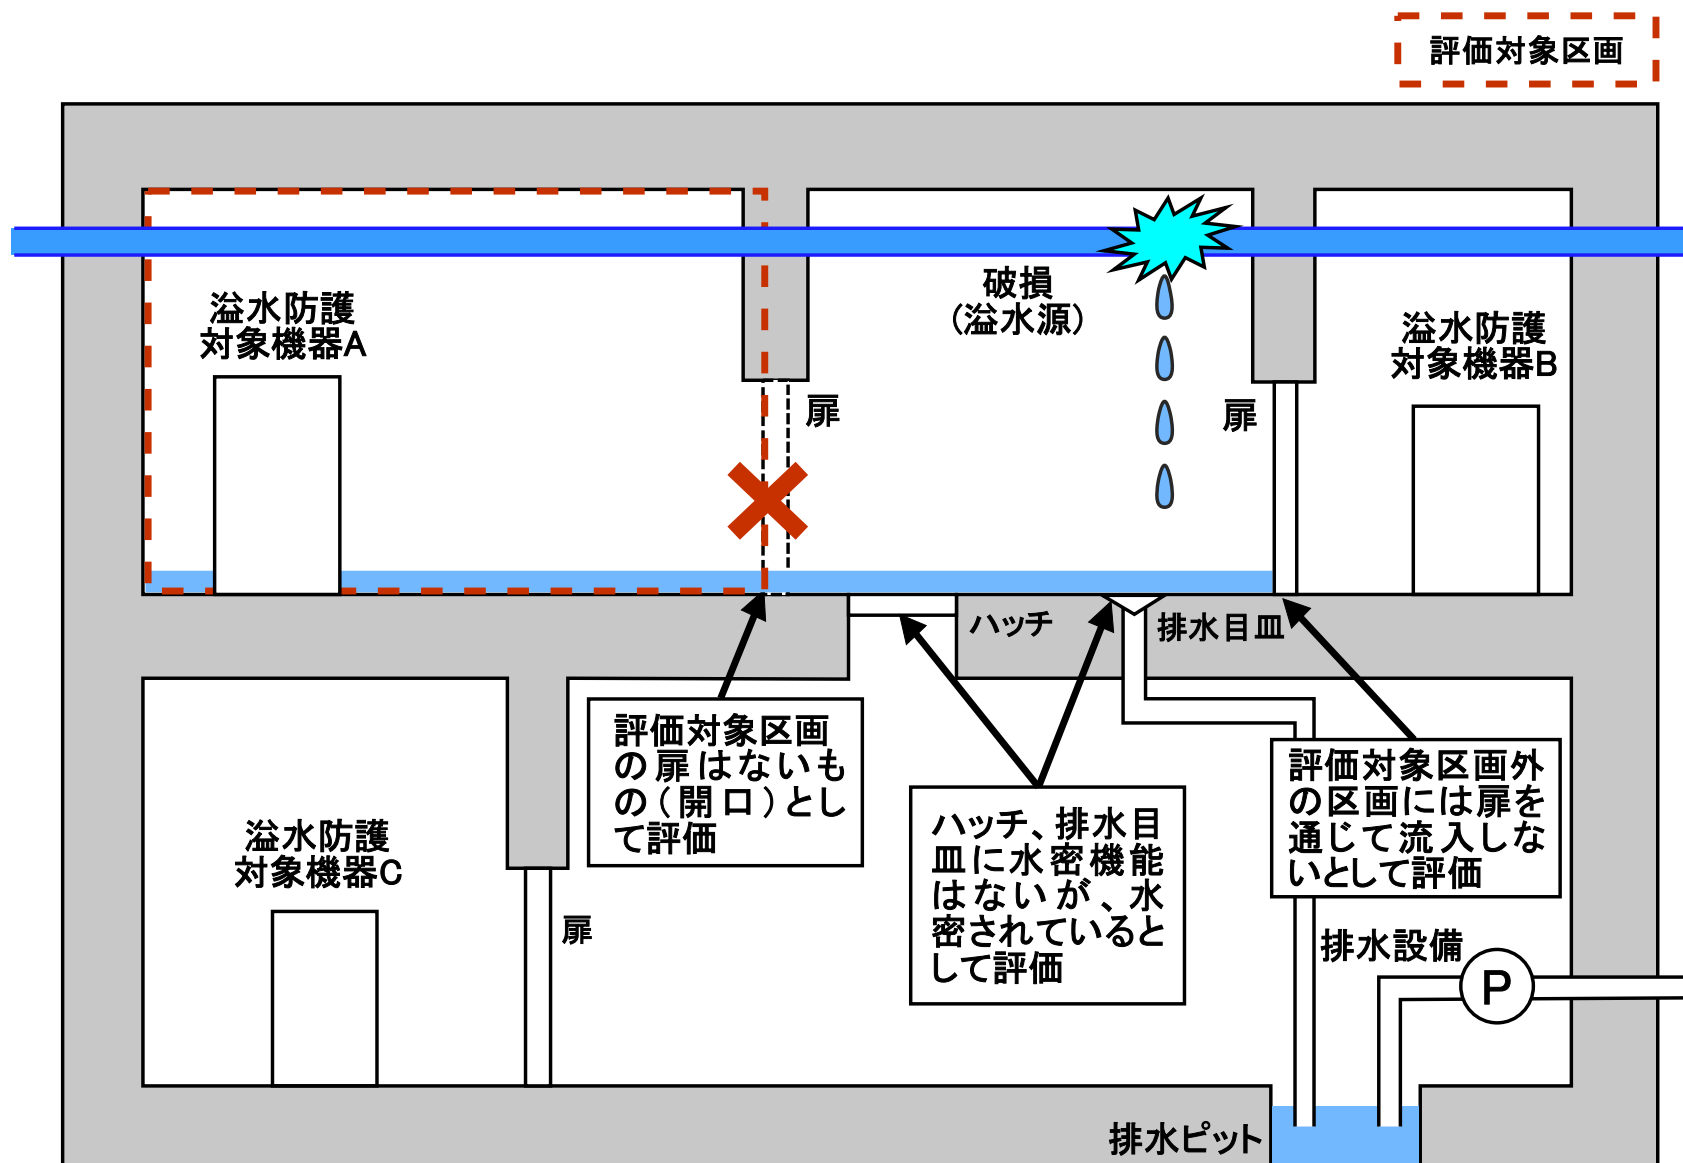 評価対象区画
溢水防護
対象機器A
破損
(溢水源)
溢水防護
対象機器B
扉
扉
ハッチ
排水目皿
評価対象区画
の扉はないも
の(開口)とし
て評価
ハッチ、排水目
皿に水密機能
はないが、水
密されていると
して評価
評価対象区画外
の区画には扉を
通じて流入しな
いとして評価
溢水防護
対象機器C
扉
排水設備
P
排水ピット